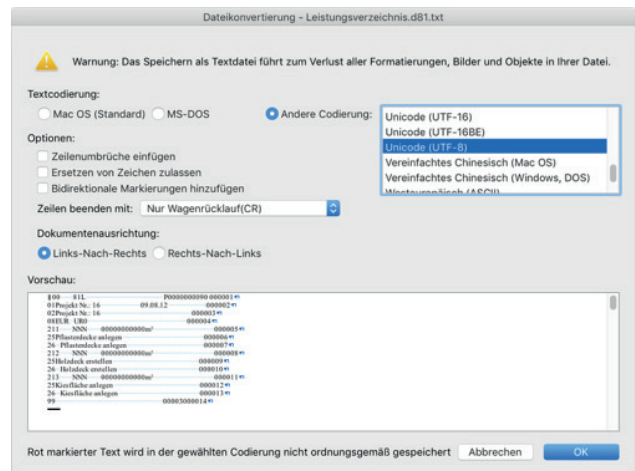 Dateikonvertierung - Leistungsverzeichnis.d81.txt
Warnung: Das Speichern als Textdatei führt zum Verlust aller Formatierungen, Bilder und Objekte in Ihrer Datei.
Textcodierung:
Mac OS (Standard) MS-DOS Andere Codierung:
Unicode (UTF-16)
Unicode (UTF-16BE)
Unicode (UTF-8)
Vereinfachtes Chinesisch (Mac OS)
Vereinfachtes Chinesisch (Windows, DOS)
Westeuropäisch (ASCII)
Optionen:
Zeilenumbrüche einfügen
Ersetzen von Zeichen zulassen
Bidirektionale Markierungen hinzufügen
Zeilen beenden mit: Nur Wagenrücklauf(CR)
Dokumentenausrichtung:
Links-Nach-Rechts Rechts-Nach-Links
Vorschau:
81L 000001
01Projekt Nr.: 16 09.08.12 000002
02Projekt Nr.: 16 000003
08EUR UR0 000004
211 NNN 00000000000m² 000005
25Pflasterdecke anlegen 000006
26 Pflasterdecke anlegen 000007
212 NNN 00000000000m² 000008
25Holzdeck erstellen 000009
26 Holzdeck erstellen 000010
213 NNN 00000000000m² 000011
25Kiesfläche anlegen 000012
26 Kiesfläche anlegen 000013
99 00003000014
Rot markierter Text wird in der gewählten Codierung nicht ordnungsgemäß gespeichert Abbrechen OK